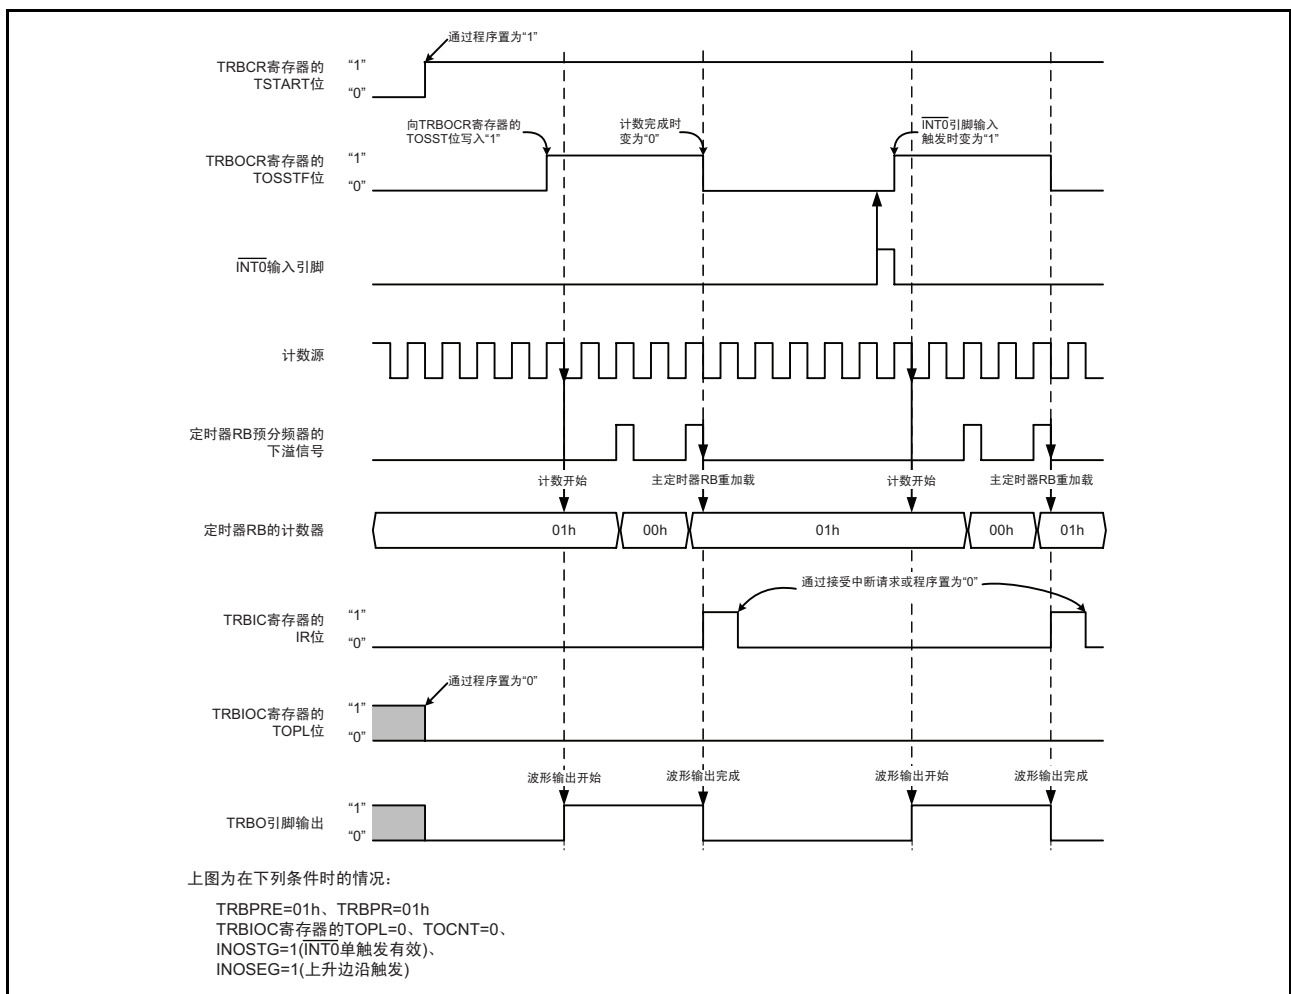 通过程序置为“1”
TRBCR寄存器的
TSTART位
“1”
“0”
向TRBOCR寄存器的
TOSST位写入“1”
计数完成时
变为“0”
INT0引脚输入
触发时变为“1”
TRBOCR寄存器的
TOSSTF位
“1”
“0”
INT0输入引脚
计数源
定时器RB预分频器的
下溢信号
计数开始
主定时器RB重加载
计数开始
主定时器RB重加载
定时器RB的计数器
01h
00h
01h
00h
01h
通过接受中断请求或程序置为“0”
TRBIC寄存器的
IR位
“1”
“0”
通过程序置为“0”
TRBIOC寄存器的
TOPL位
“1”
“0”
波形输出开始
波形输出完成
波形输出开始
波形输出完成
TRBO引脚输出
“1”
“0”
上图为在下列条件时的情况：
TRBPRE=01h、TRBPR=01h
TRBIOC寄存器的TOPL=0、TOCNT=0、
INOSTG=1(INT0单触发有效)、
INOSEG=1(上升边沿触发)